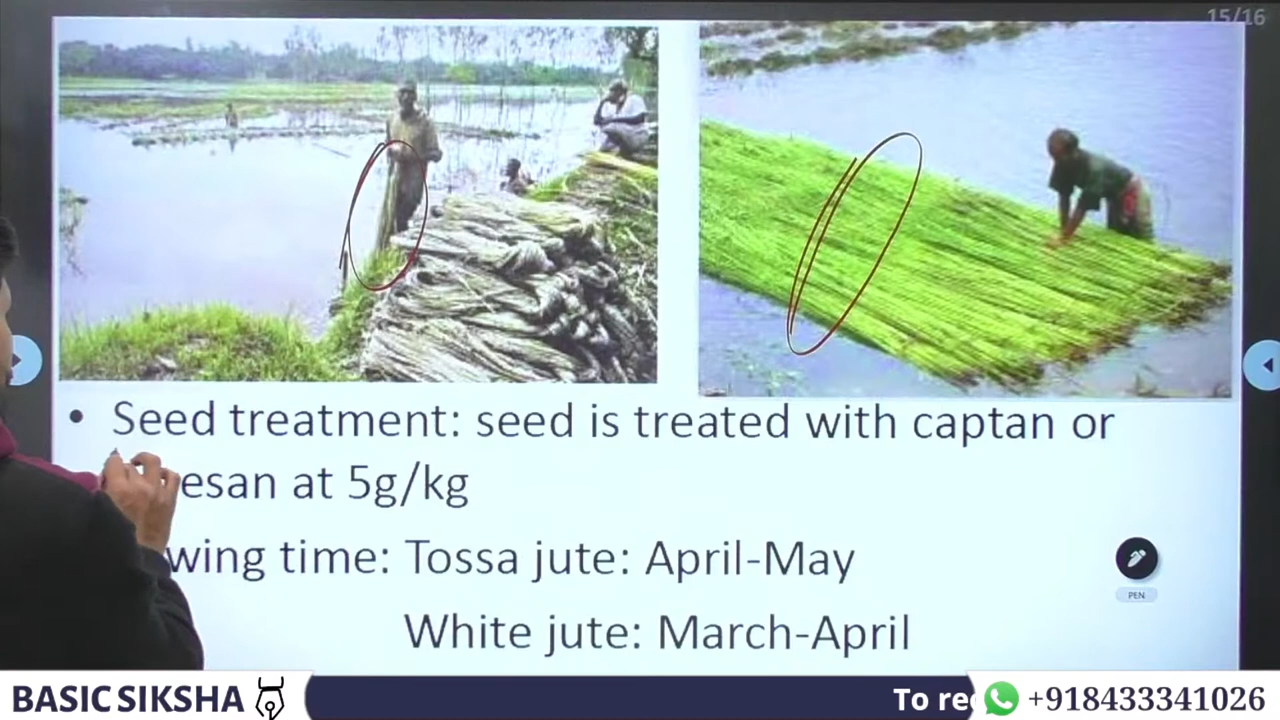 15/16
• Seed treatment: seed is treated with captan or
esan at 5g/kg
wing time: Tossa jute: April-May
White jute: March-April
PEN
BASIC SIKSHA
To re
+918433341026